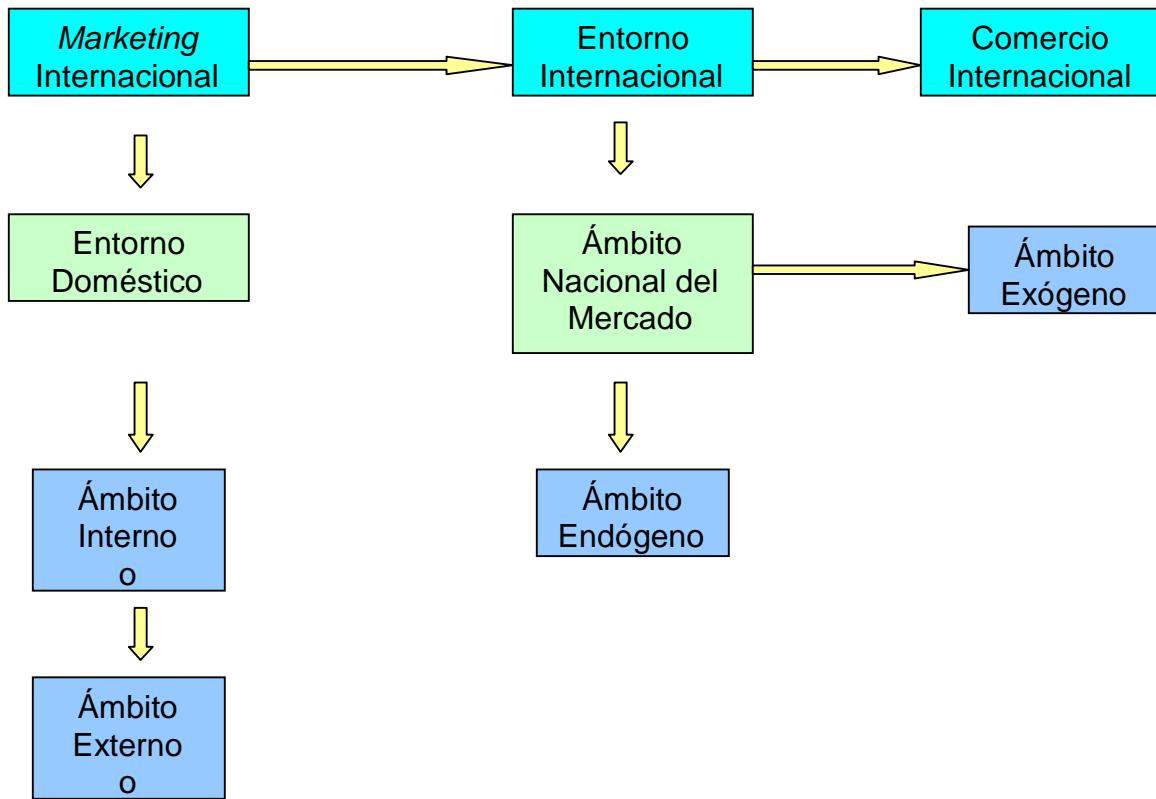 Marketing
Internacional
Entorno
Internacional
Comercio
Internacional
Entorno
Doméstico
Ámbito
Nacional del
Mercado
Ámbito
Exógeno
Ámbito
Interno
o
Ámbito
Endógeno
Ámbito
Externo
o